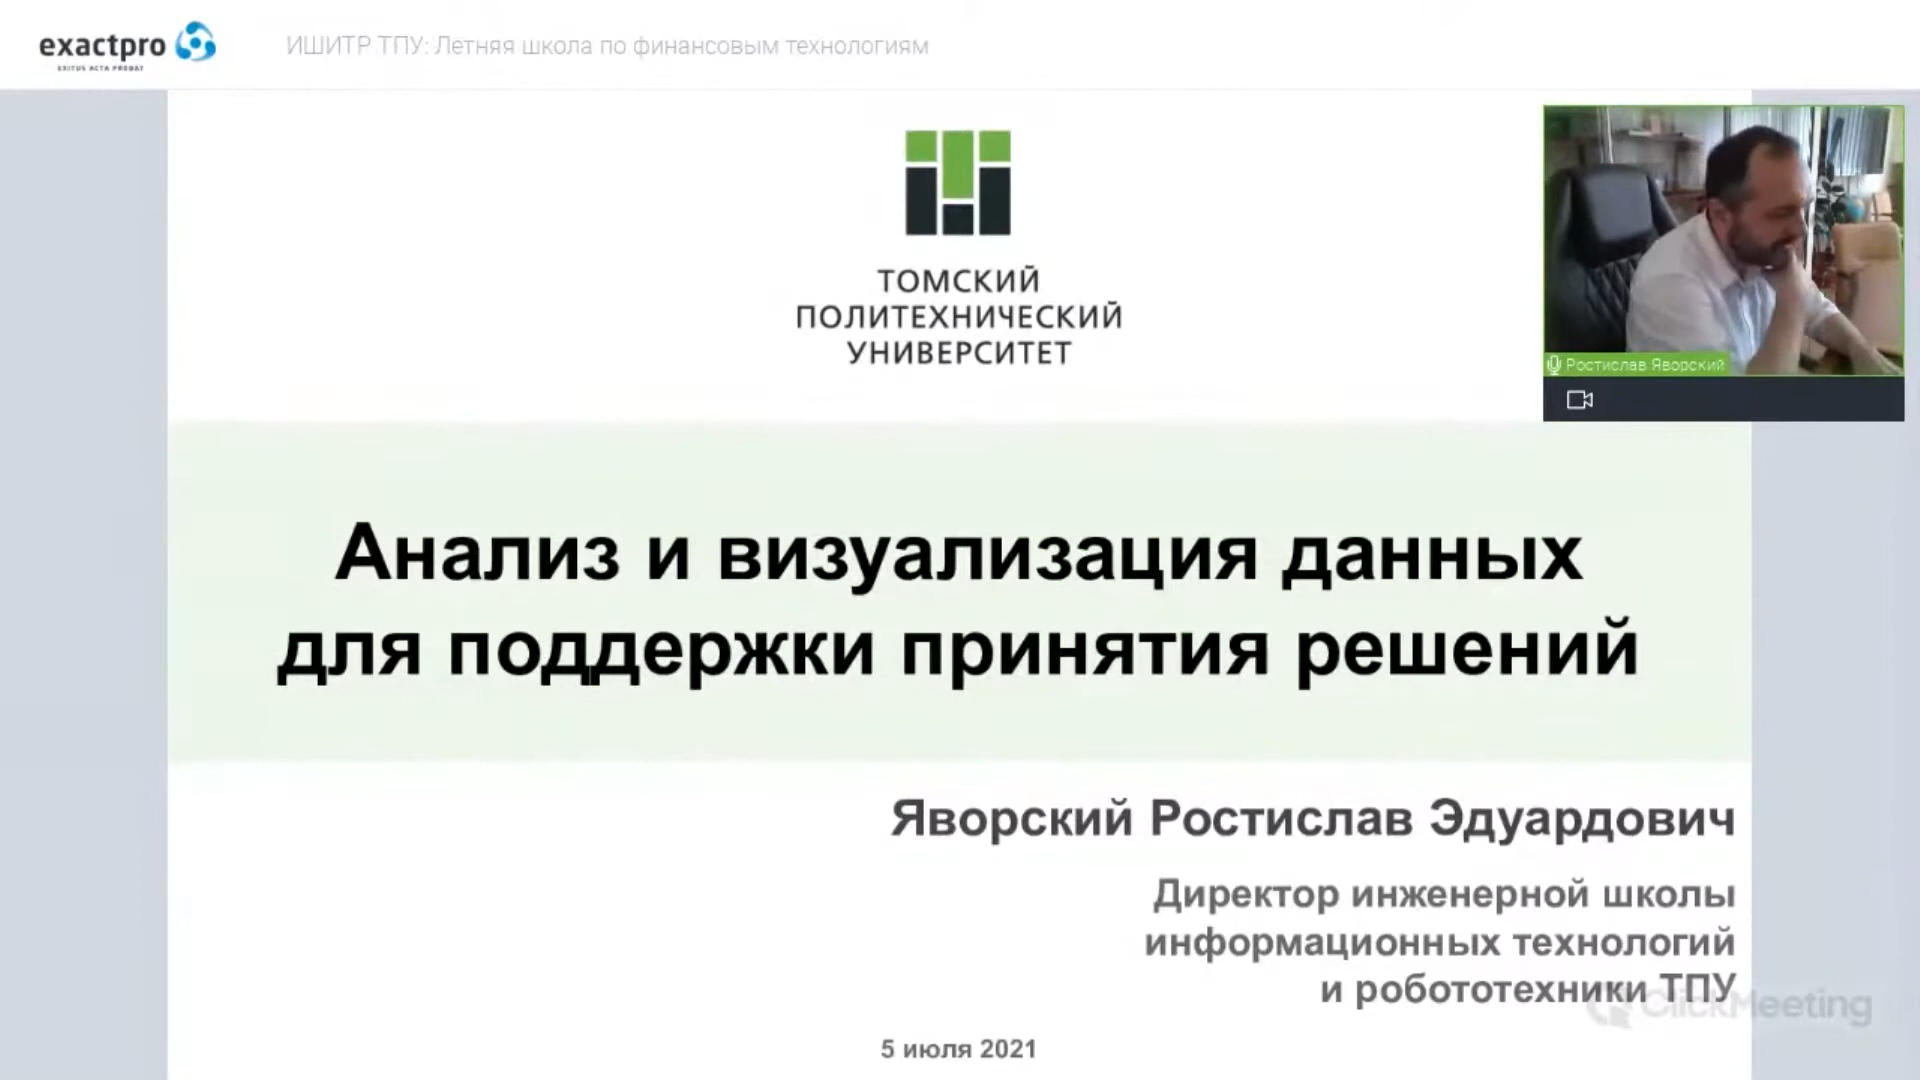 exactpro
EXITUS ACTA PROBAT
ИШИТР ТПУ: Летняя школа по финансовым технологиям
ТОМСКИЙ
ПОЛИТЕХНИЧЕСКИЙ
УНИВЕРСИТЕТ
Ростислав Яворский
Анализ и визуализация данных
для поддержки принятия решений
Яворский Ростислав Эдуардович
Директор инженерной школы
информационных технологий
и робототехники ТПУ
ClickMeeting
5 июля 2021